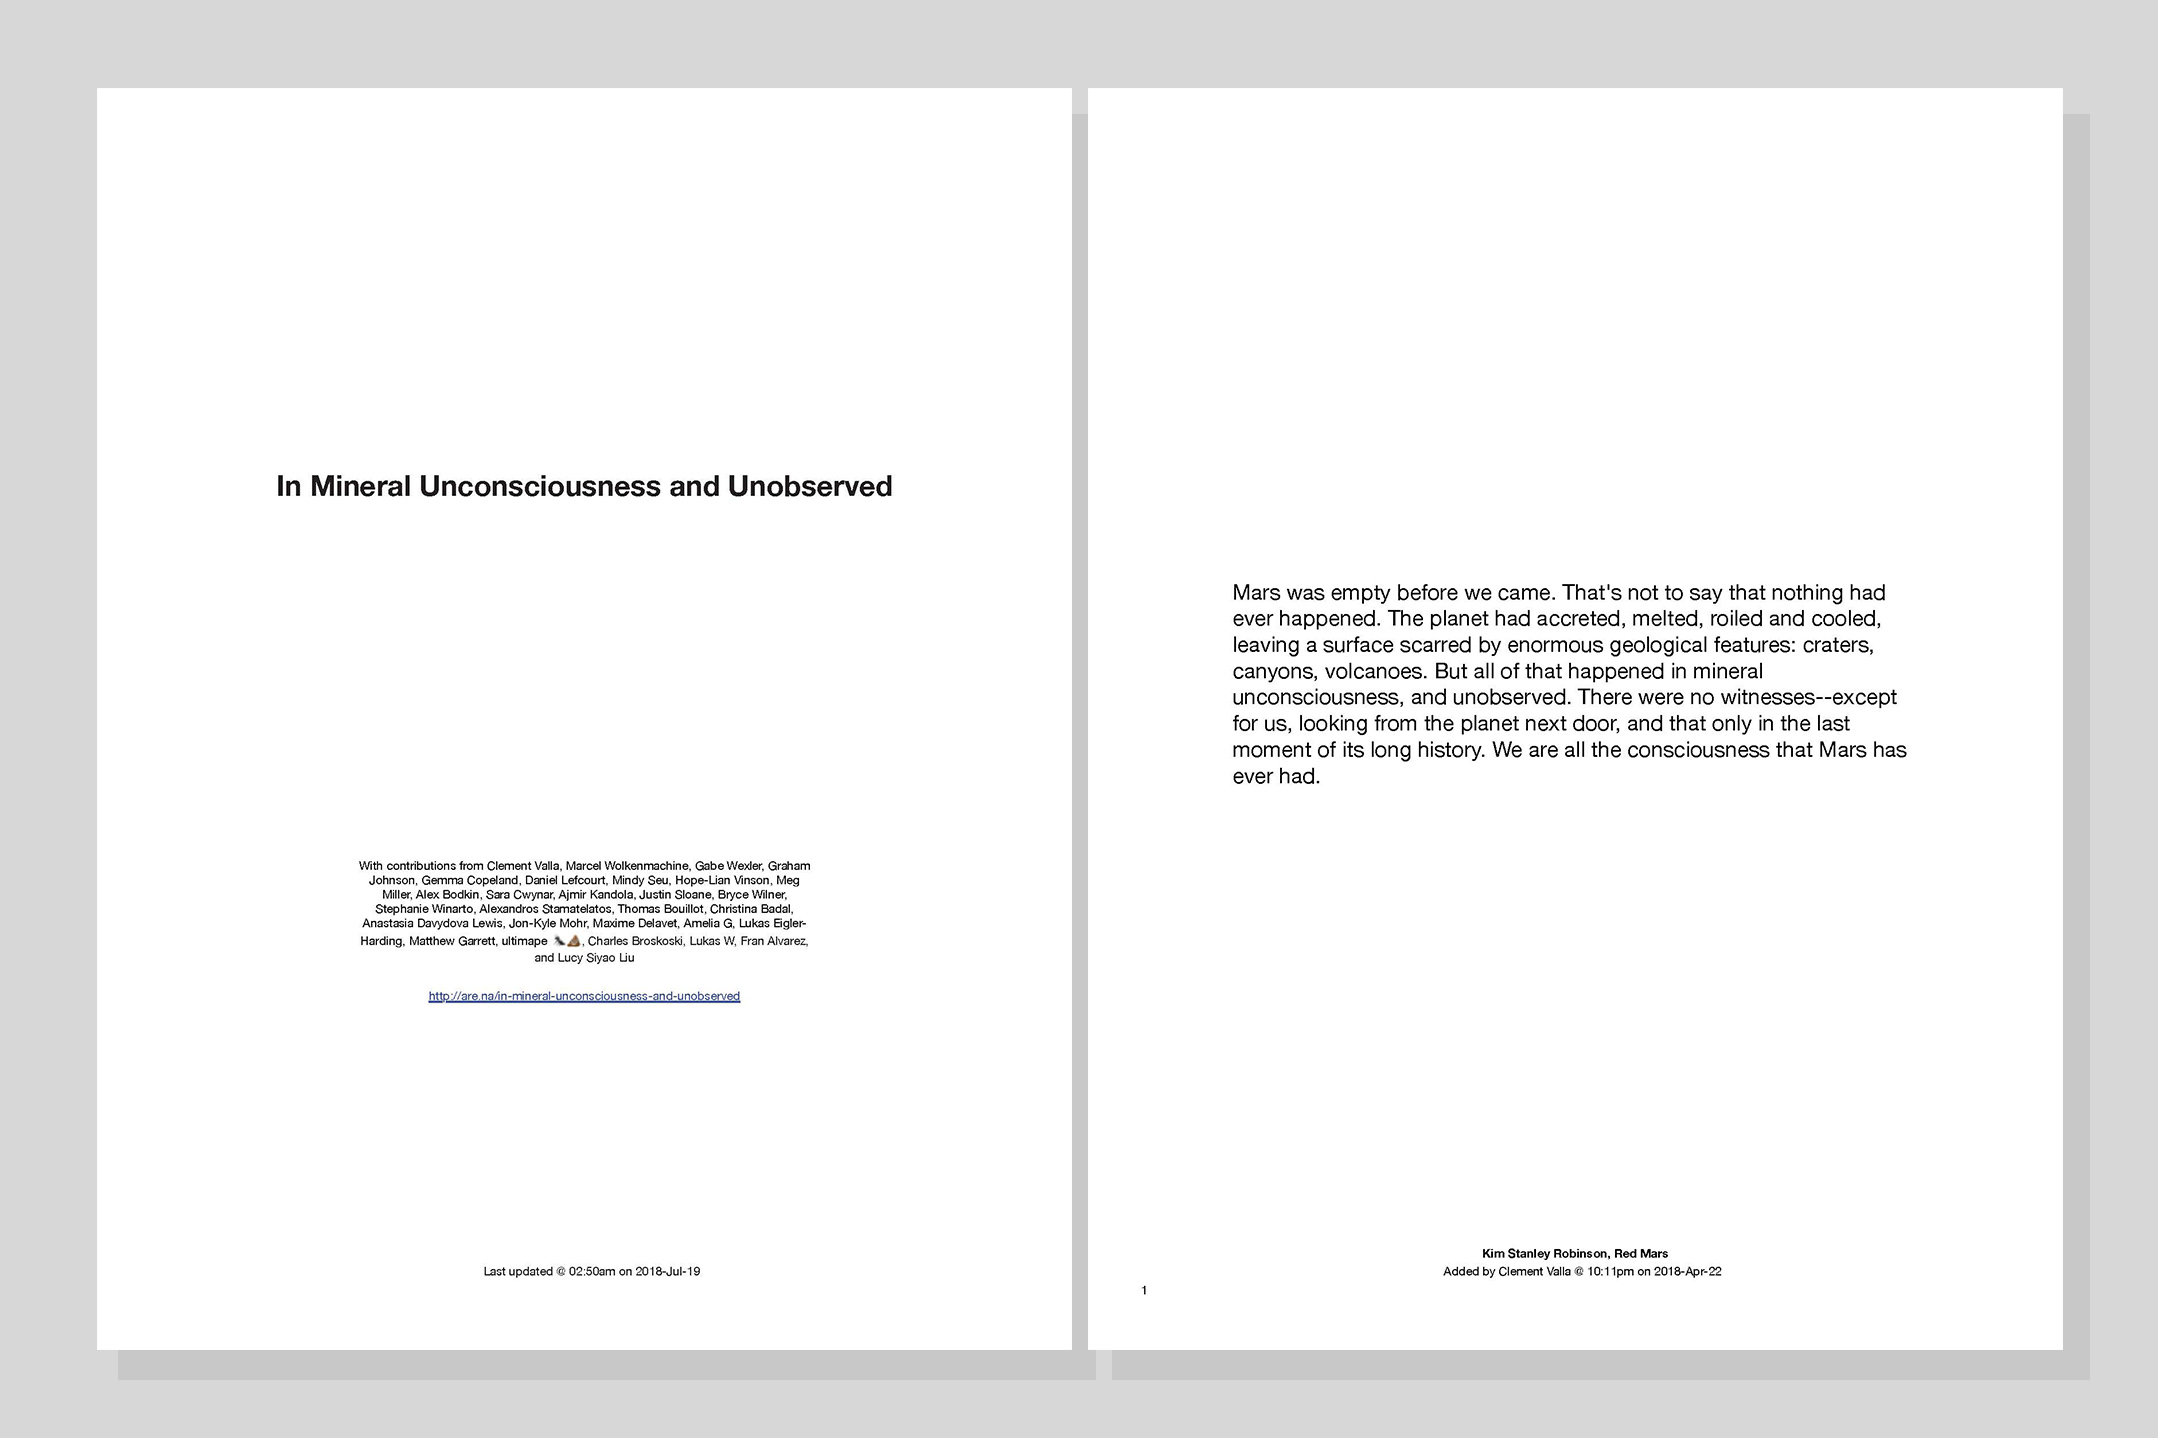 In Mineral Unconsciousness and Unobserved
With contributions from Clement Valla, Marcel Wolkenmachine, Gabe Wexler, Graham
Johnson, Gemma Copeland, Daniel Lefcourt, Mindy Seu, Hope-Lian Vinson, Meg
Miller, Alex Bodkin, Sara Cwynar, Ajmir Kandola, Justin Sloane, Bryce Wilner,
Stephanie Winarto, Alexandros Stamatelatos, Thomas Bouillot, Christina Badal,
Anastasia Davydova Lewis, Jon-Kyle Mohr, Maxime Delavet, Amelia G, Lukas Eigler-
Harding, Matthew Garrett, ultimape , Charles Broskoski, Lukas W, Fran Alvarez,
and Lucy Siyao Liu
http://are.na/in-mineral-unconsciousness-and-unobserved
Last updated @ 02:50am on 2018-Jul-19
Mars was empty before we came. That's not to say that nothing had
ever happened. The planet had accreted, melted, roiled and cooled,
leaving a surface scarred by enormous geological features: craters,
canyons, volcanoes. But all of that happened in mineral
unconsciousness, and unobserved. There were no witnesses--except
for us, looking from the planet next door, and that only in the last
moment of its long history. We are all the consciousness that Mars has
ever had.
Kim Stanley Robinson, Red Mars
Added by Clement Valla @ 10:11pm on 2018-Apr-22
1